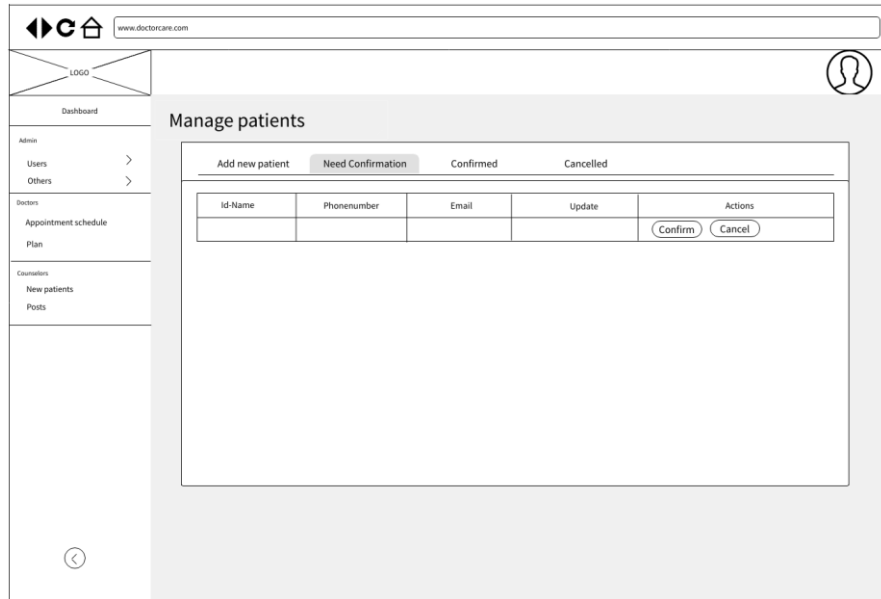 www.doctorcare.com
LOGO
Dashboard
Admin
Users
Others
Doctors
Appointment schedule
Plan
Counselors
New patients
Posts
Manage patients
Add new patient Need Confirmation Confirmed Cancelled
Id-Name Phonenumber Email Update Actions
Confirm Cancel